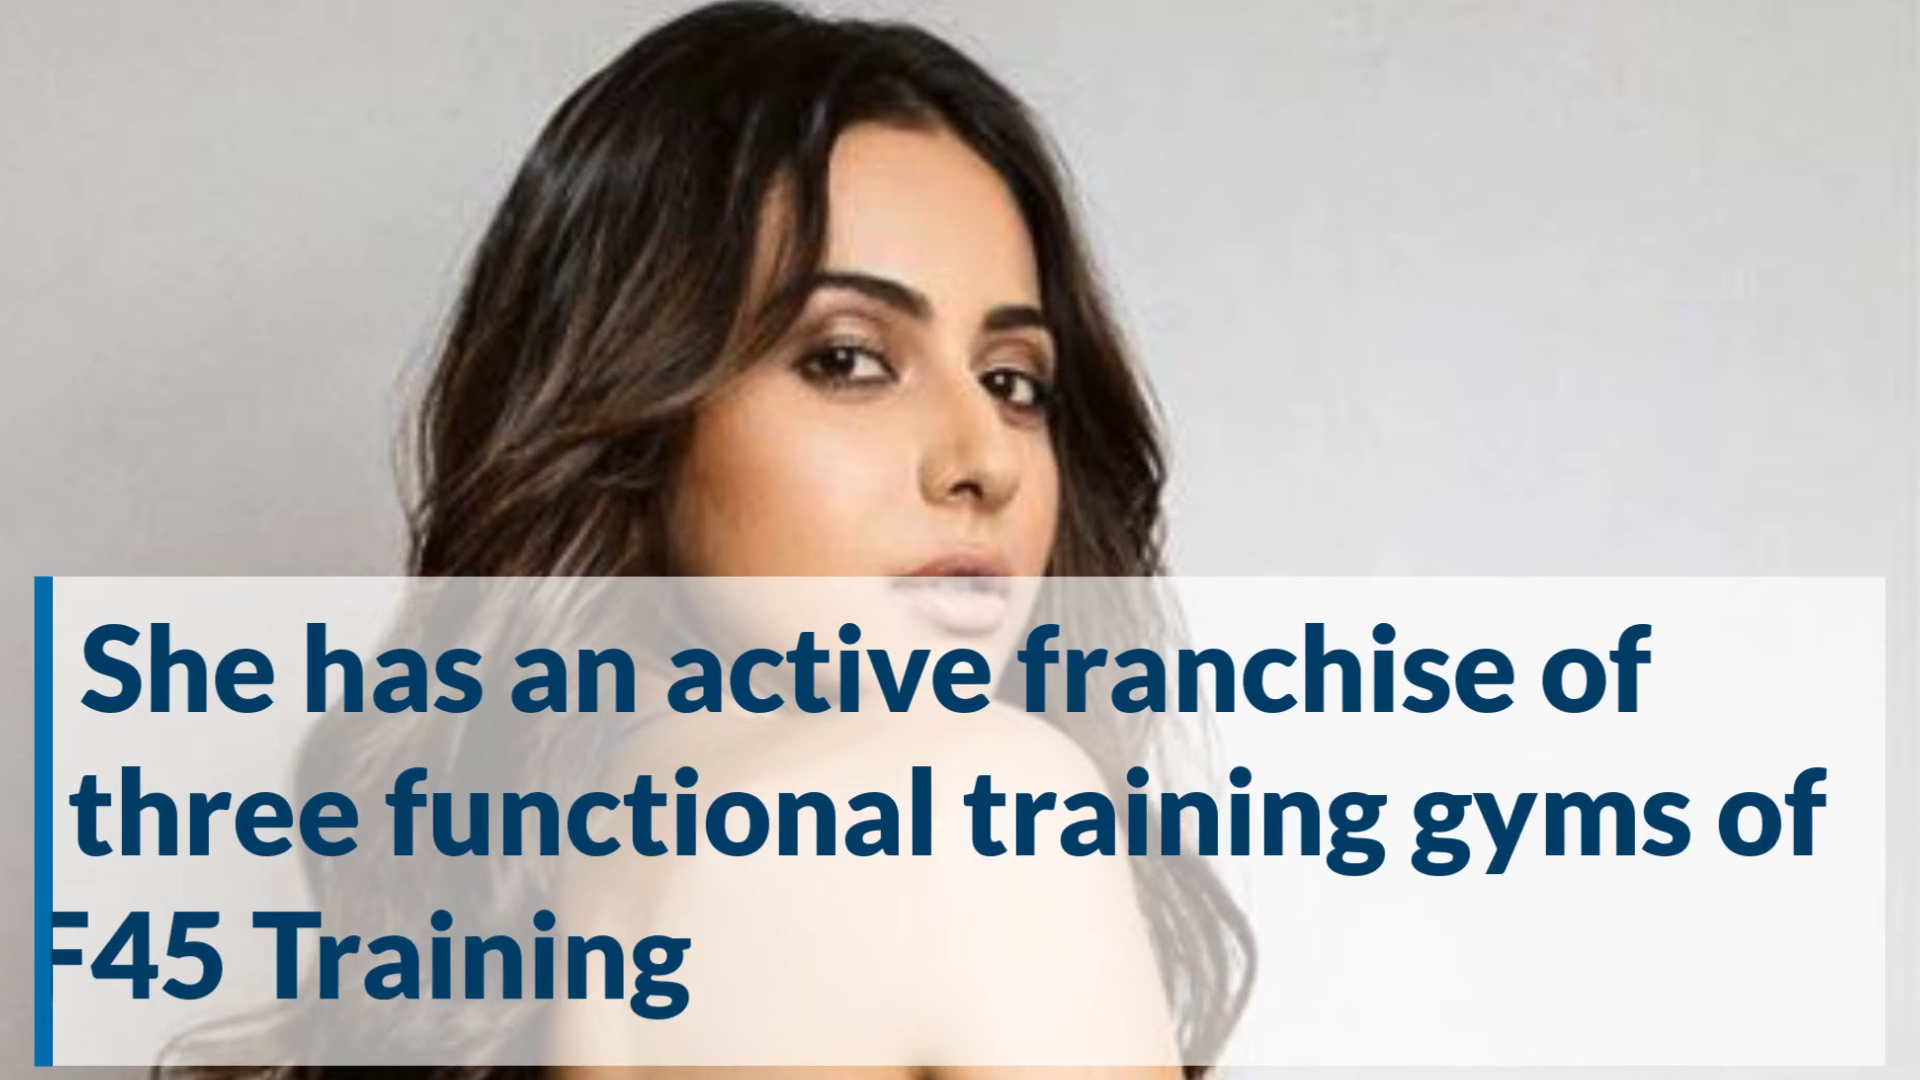 She has an active franchise of
three functional training gyms of
F45 Training